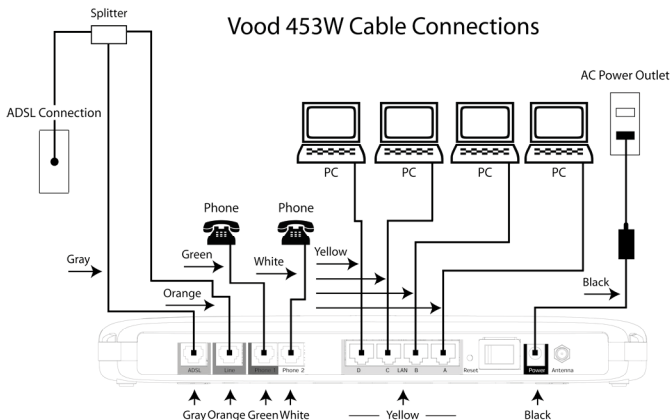 Vood 453W Cable Connections
Splitter
ADSL Connection
AC Power Outlet
PC PC PC PC
Phone Phone
Gray
Green
White
Yellow
Orange
Black
ADSL Line Phone 1 Phone 2 D C LAN B A Reset Power Antenna
Gray Orange Green White Yellow Black